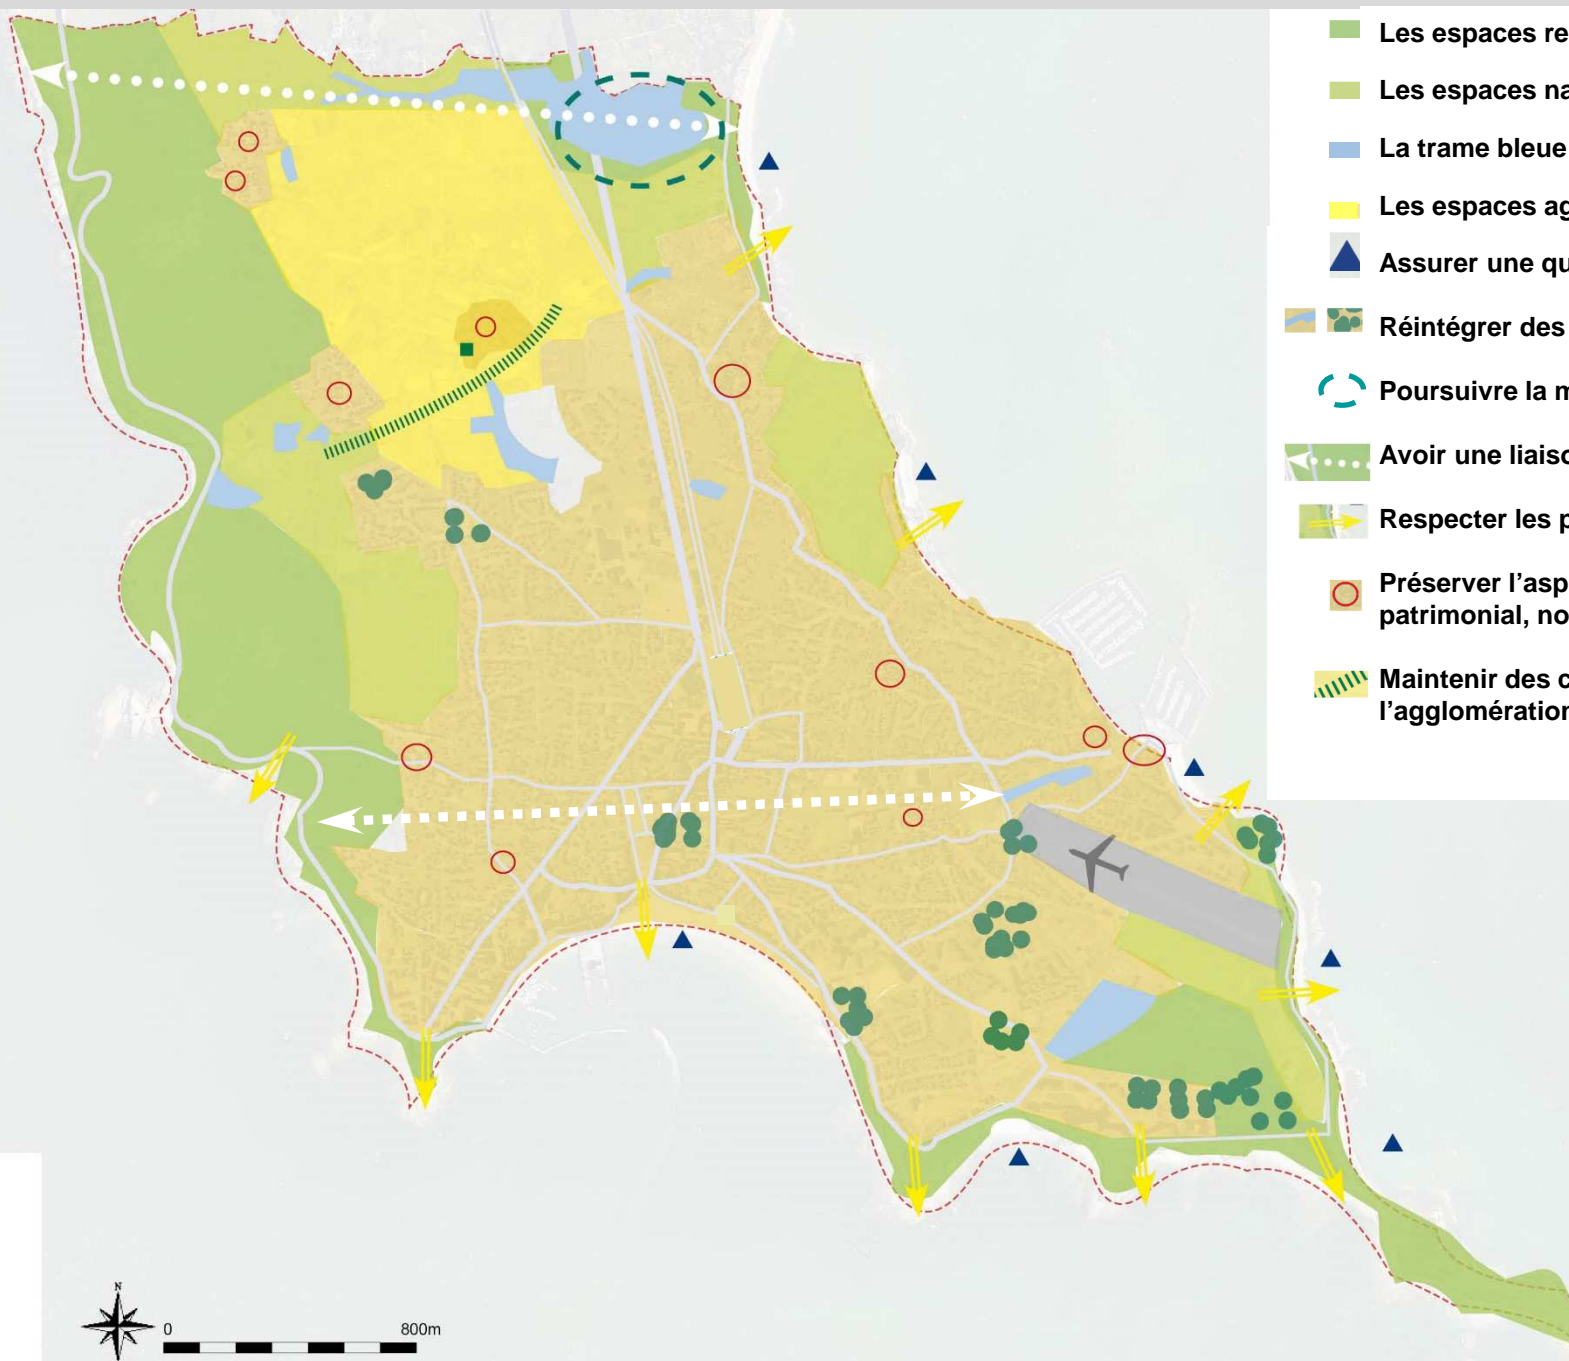 Les espaces re
Les espaces na
La trame bleue
Les espaces ag
Assurer une qu
Réintégrer des
Poursuivre la m
Avoir une liaiso
Respecter les p
Préserver l'asp
patrimonial, no
Maintenir des c
l'agglomération
N
0 800m